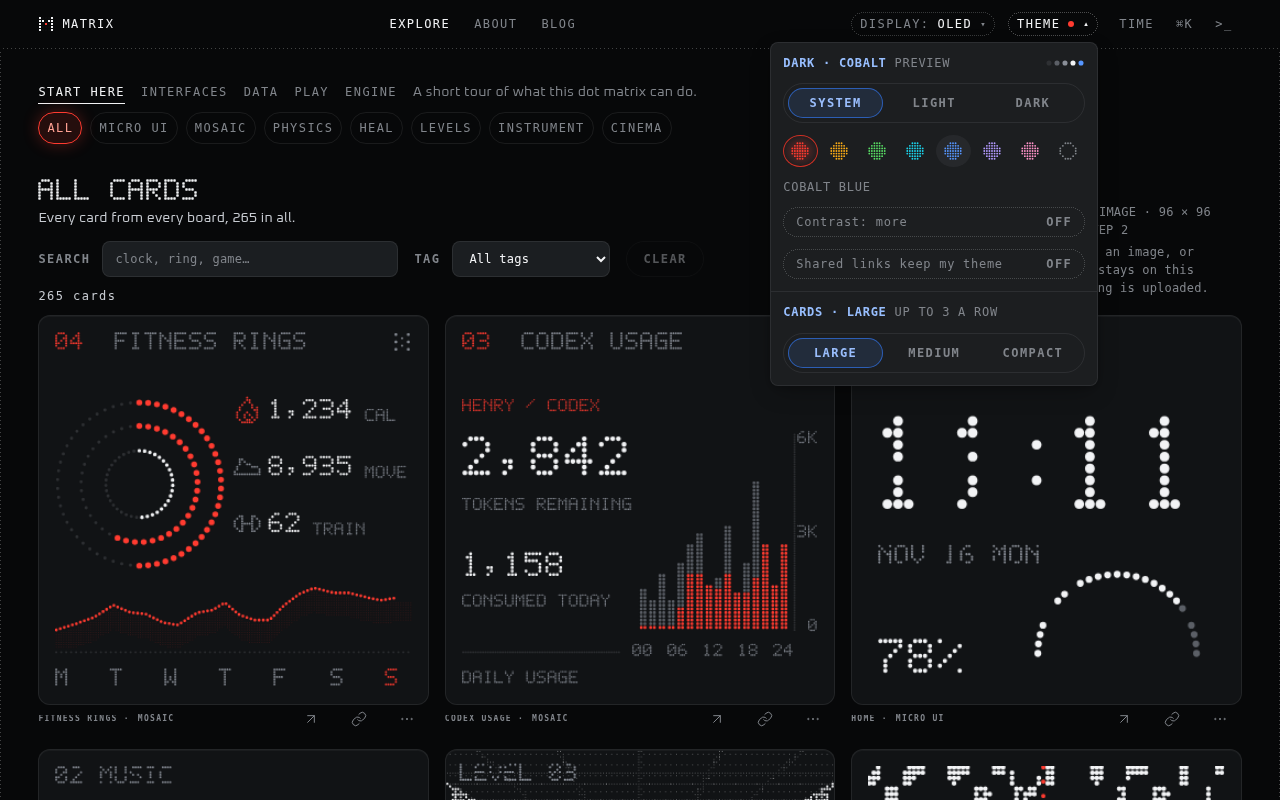 MATRIX
EXPLORE ABOUT BLOG
DISPLAY: OLED ▾
THEME ● ▴
TIME ⌘K >_
START HERE INTERFACES DATA PLAY ENGINE A short tour of what this dot matrix can do.
ALL MICRO UI MOSAIC PHYSICS HEAL LEVELS INSTRUMENT CINEMA
DARK · COBALT PREVIEW
SYSTEM LIGHT DARK
COBALT BLUE
Contrast: more OFF
Shared links keep my theme OFF
CARDS · LARGE UP TO 3 A ROW
LARGE MEDIUM COMPACT
ALL CARDS
Every card from every board, 265 in all.
IMAGE · 96 × 96
EP 2
an image, or
stays on this
ng is uploaded.
SEARCH clock, ring, game… TAG All tags CLEAR
265 cards
04 FITNESS RINGS
1,234 CAL
8,935 MOVE
62 TRAIN
M T W T F S S
FITNESS RINGS · MOSAIC
03 CODEX USAGE
HENRY / CODEX
2,842
TOKENS REMAINING
1,158
CONSUMED TODAY
6K
3K
0
00 06 12 18 24
DAILY USAGE
CODEX USAGE · MOSAIC
11:11
NOV 16 MON
78%
HOME · MICRO UI
02 MUSIC
LEVEL 03